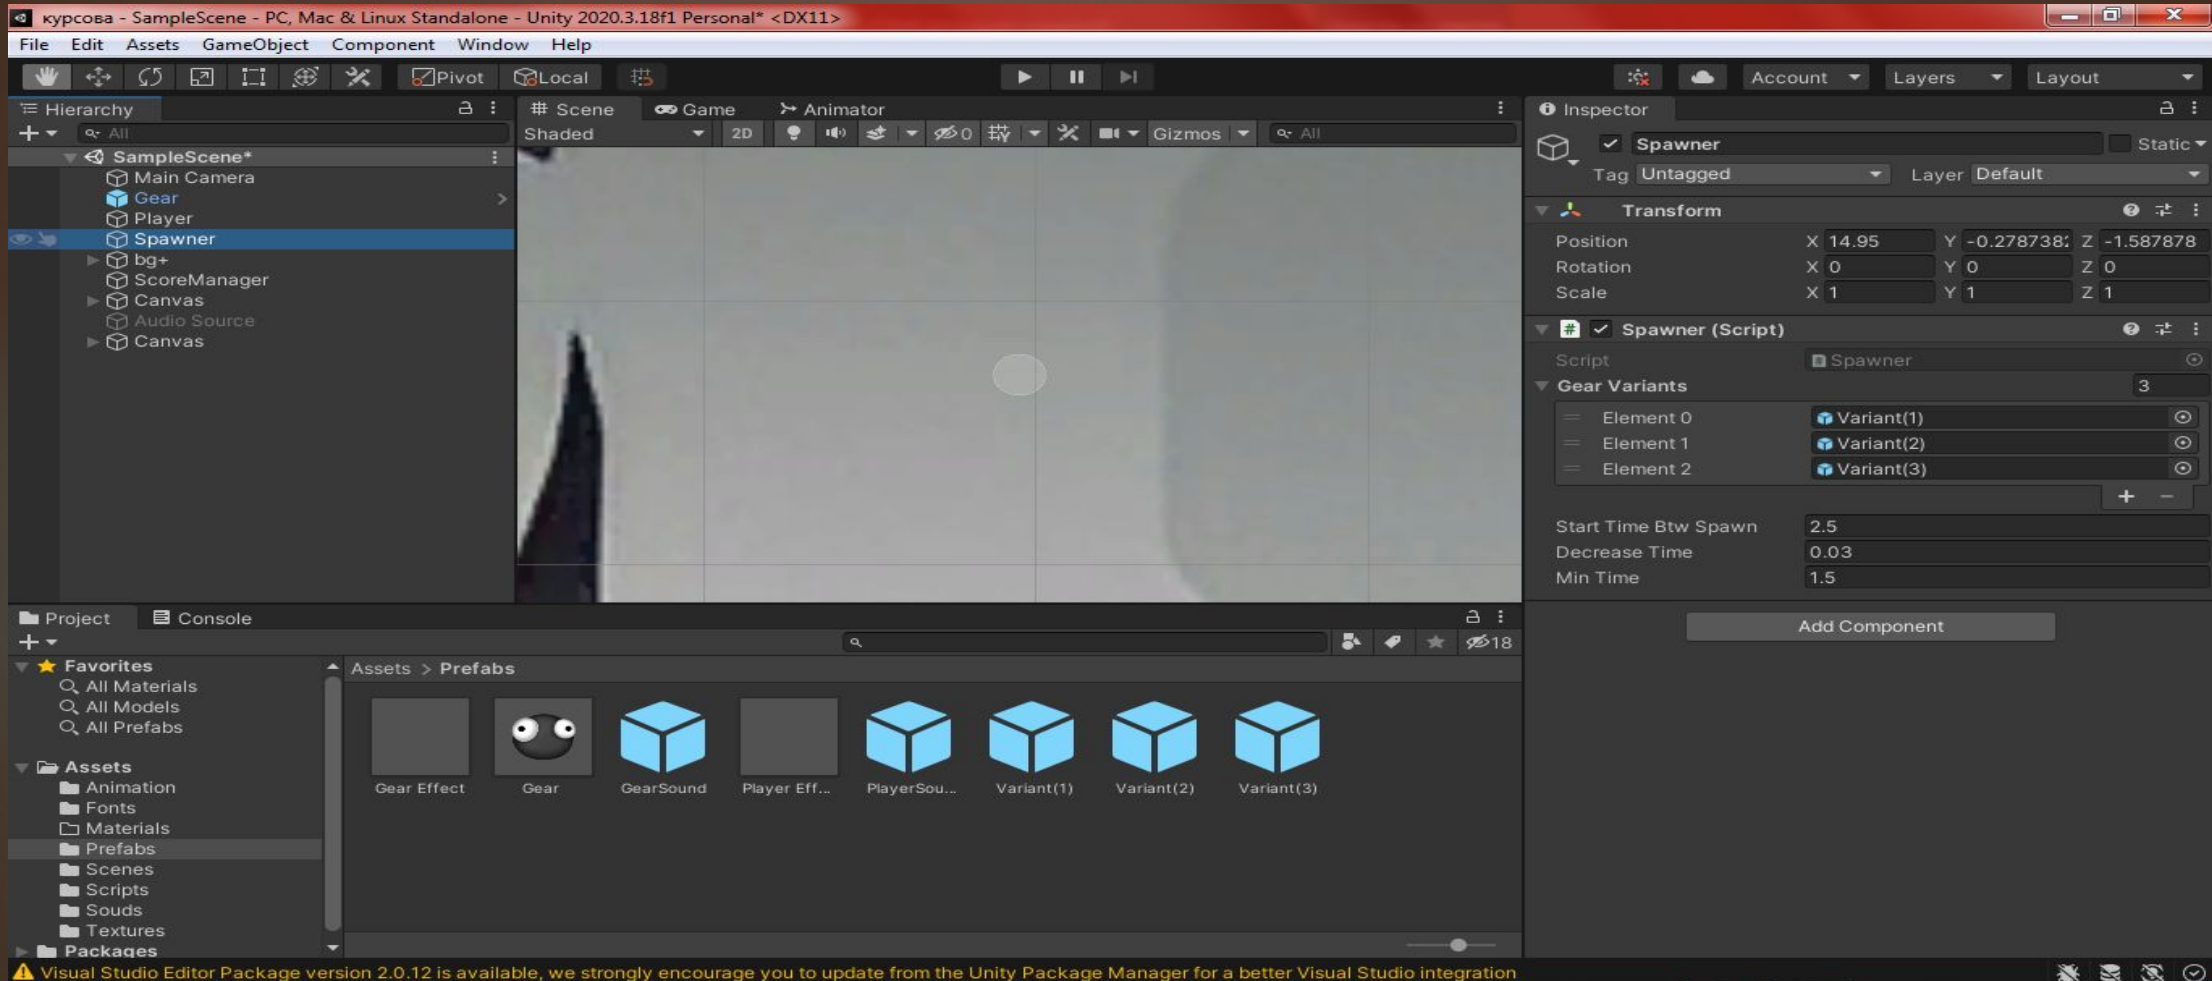 курсова - SampleScene - PC, Mac & Linux Standalone - Unity 2020.3.18f1 Personal* <DX11>
File Edit Assets GameObject Component Window Help
Pivot Local Account Layers Layout
Hierarchy
All
SampleScene*
Main Camera
Gear
Player
Spawner
bg+
ScoreManager
Canvas
Audio Source
Canvas
Scene Game Animator
Shaded 2D 0 Gizmos All
Inspector
Spawner Static
Tag Untagged Layer Default
Transform
Position X 14.95 Y -0.2787382 Z -1.587878
Rotation X 0 Y 0 Z 0
Scale X 1 Y 1 Z 1
# Spawner (Script)
Script Spawner
Gear Variants 3
Element 0 Variant(1)
Element 1 Variant(2)
Element 2 Variant(3)
+ -
Start Time Btw Spawn 2.5
Decrease Time 0.03
Min Time 1.5
Add Component
Project Console
18
Favorites
All Materials
All Models
All Prefabs
Assets
Animation
Fonts
Materials
Prefabs
Scenes
Scripts
Souds
Textures
Packages
Assets > Prefabs
Gear Effect Gear GearSound Player Eff... PlayerSou... Variant(1) Variant(2) Variant(3)
Visual Studio Editor Package version 2.0.12 is available, we strongly encourage you to update from the Unity Package Manager for a better Visual Studio integration